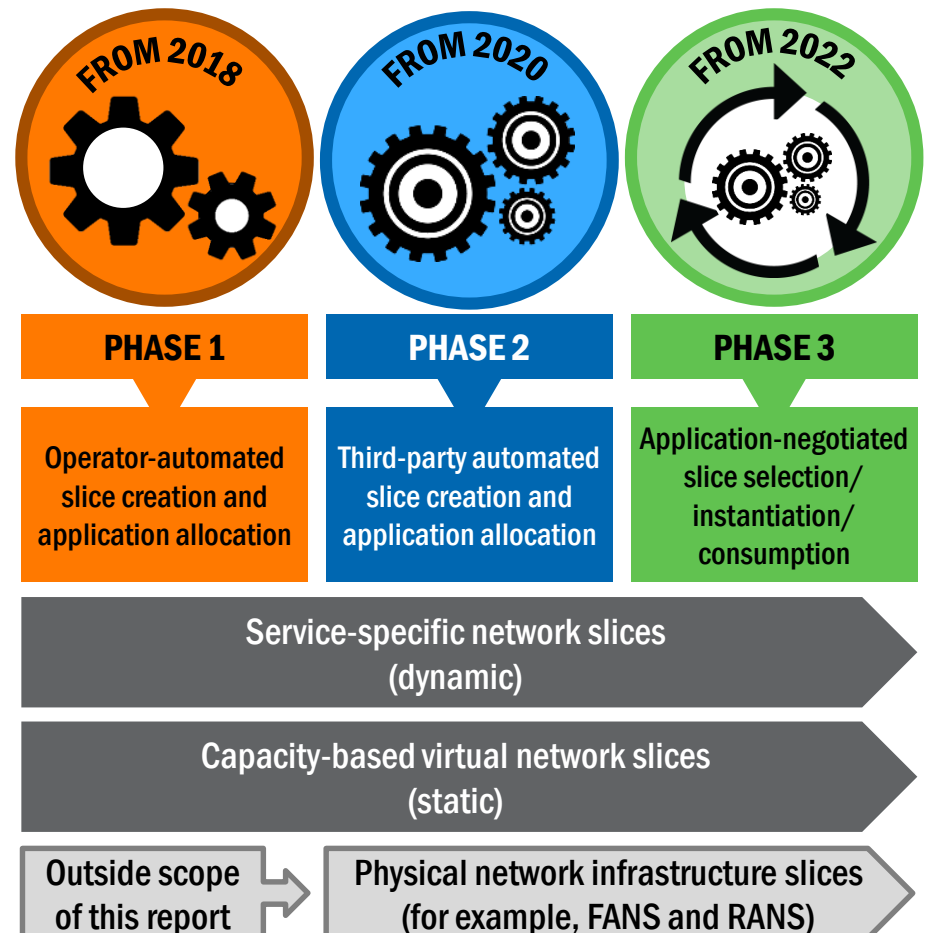 FROM 2018
FROM 2020
FROM 2022
PHASE 1
PHASE 2
PHASE 3
Operator-automated
slice creation and
application allocation
Third-party automated
slice creation and
application allocation
Application-negotiated
slice selection/
instantiation/
consumption
Service-specific network slices
(dynamic)
Capacity-based virtual network slices
(static)
Outside scope
of this report
Physical network infrastructure slices
(for example, FANS and RANS)